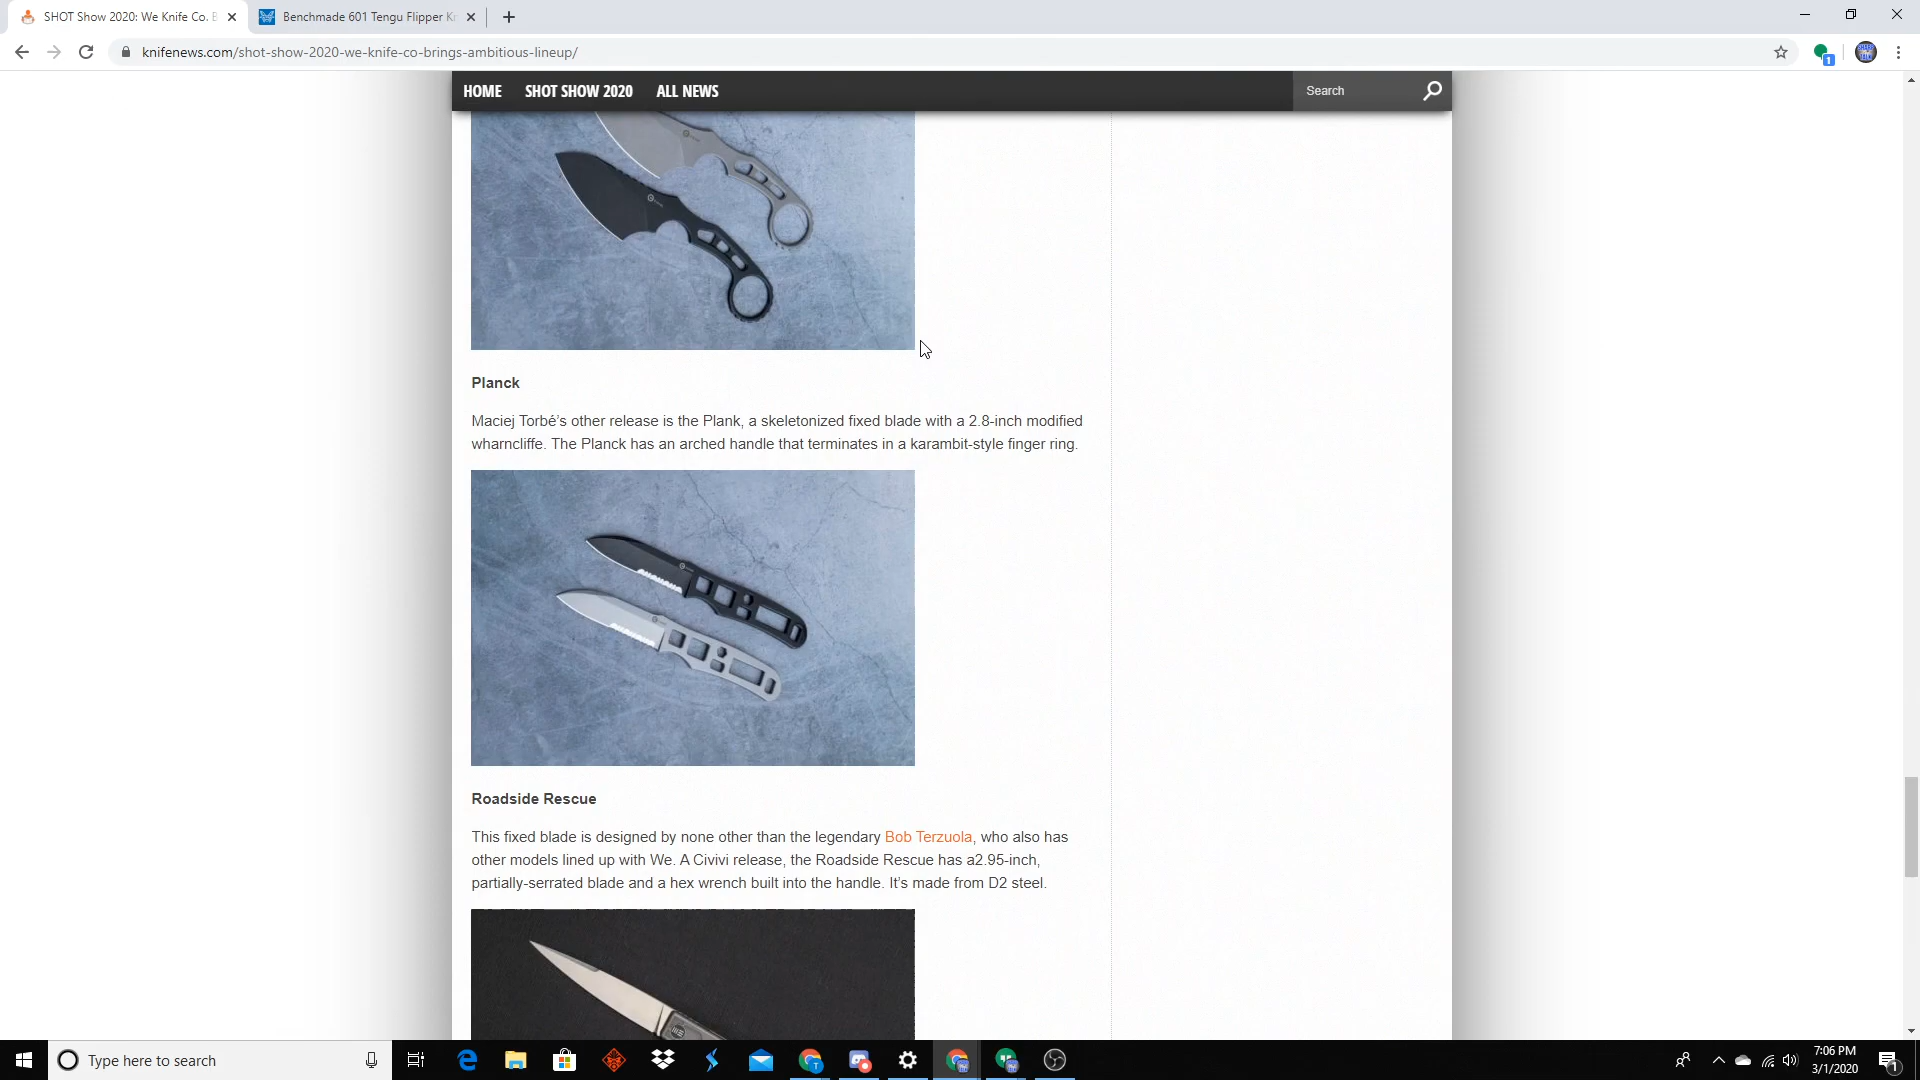 SHOT Show 2020: We Knife Co. B
Benchmade 601 Tengu Flipper Kn
knifenews.com/shot-show-2020-we-knife-co-brings-ambitious-lineup/
1
HOME
SHOT SHOW 2020
ALL NEWS
Search
Planck
Maciej Torbé's other release is the Plank, a skeletonized fixed blade with a 2.8-inch modified
wharncliffe. The Planck has an arched handle that terminates in a karambit-style finger ring.
Roadside Rescue
This fixed blade is designed by none other than the legendary Bob Terzuola, who also has
other models lined up with We. A Civivi release, the Roadside Rescue has a2.95-inch,
partially-serrated blade and a hex wrench built into the handle. It's made from D2 steel.
Type here to search
7:06 PM
3/1/2020
1